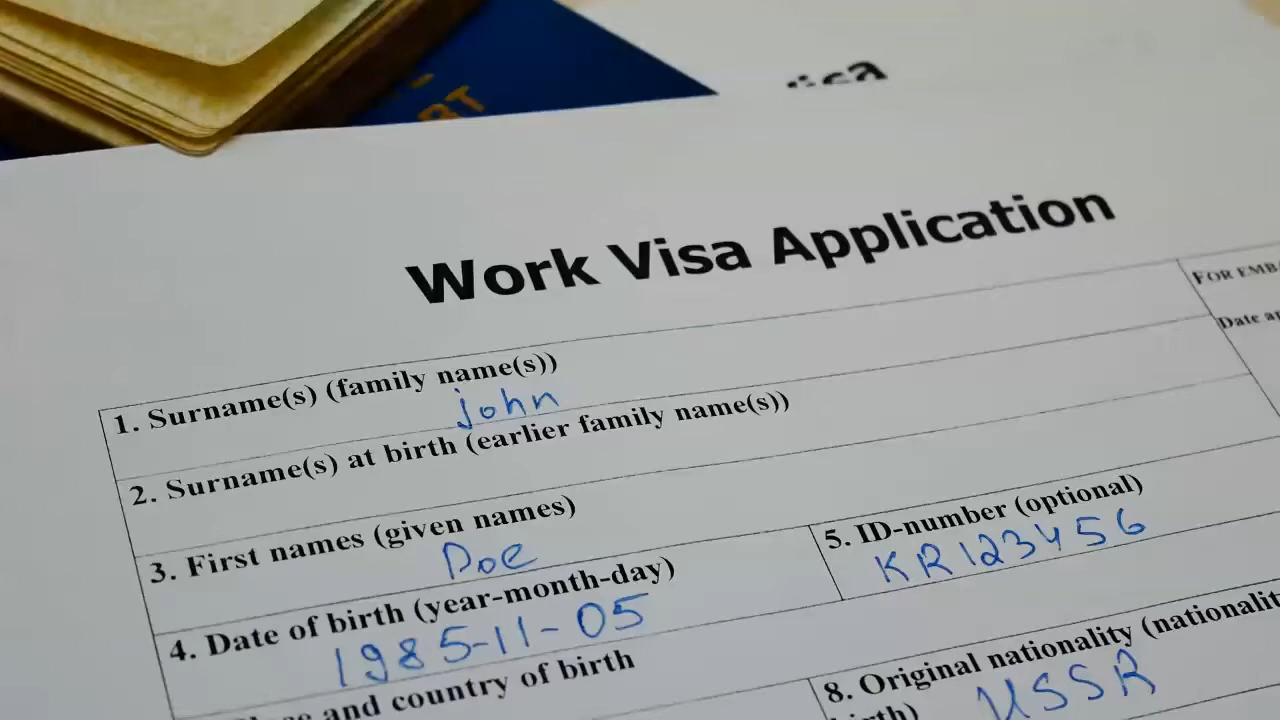 RT
Work Visa Application
FOR
Date
1. Surname(s) (family name(s))
john
2. Surname(s) at birth (earlier family name(s))
3. First names (given names)
Doe
5. ID-number (optional)
KR123456
4. Date of birth (year-month-day)
1985-11-05
and country of birth
8. Original nationality
USSR